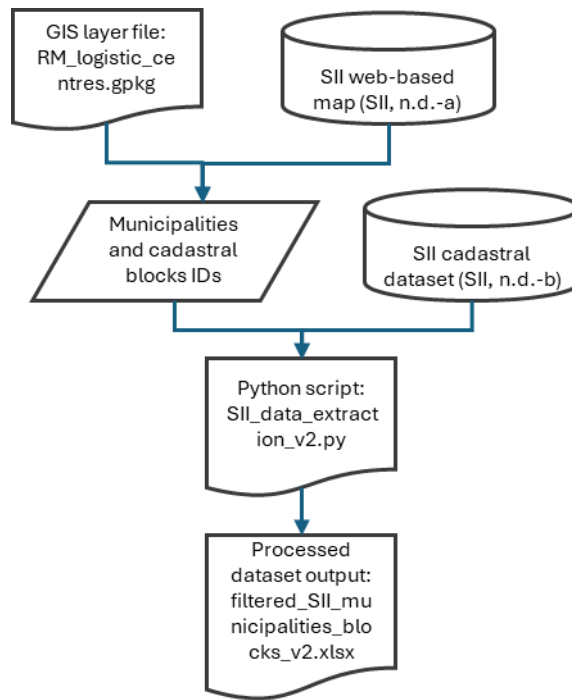 GIS layer file:
RM_logistic_ce
ntres.gpkg
SII web-based
map (SII, n.d.-a)
Municipalities
and cadastral
blocks IDs
SII cadastral
dataset (SII, n.d.-b)
Python script:
SII_data_extract
ion_v2.py
Processed
dataset output:
filtered_SII_mu
nicipalities_blo
cks_v2.xlsx